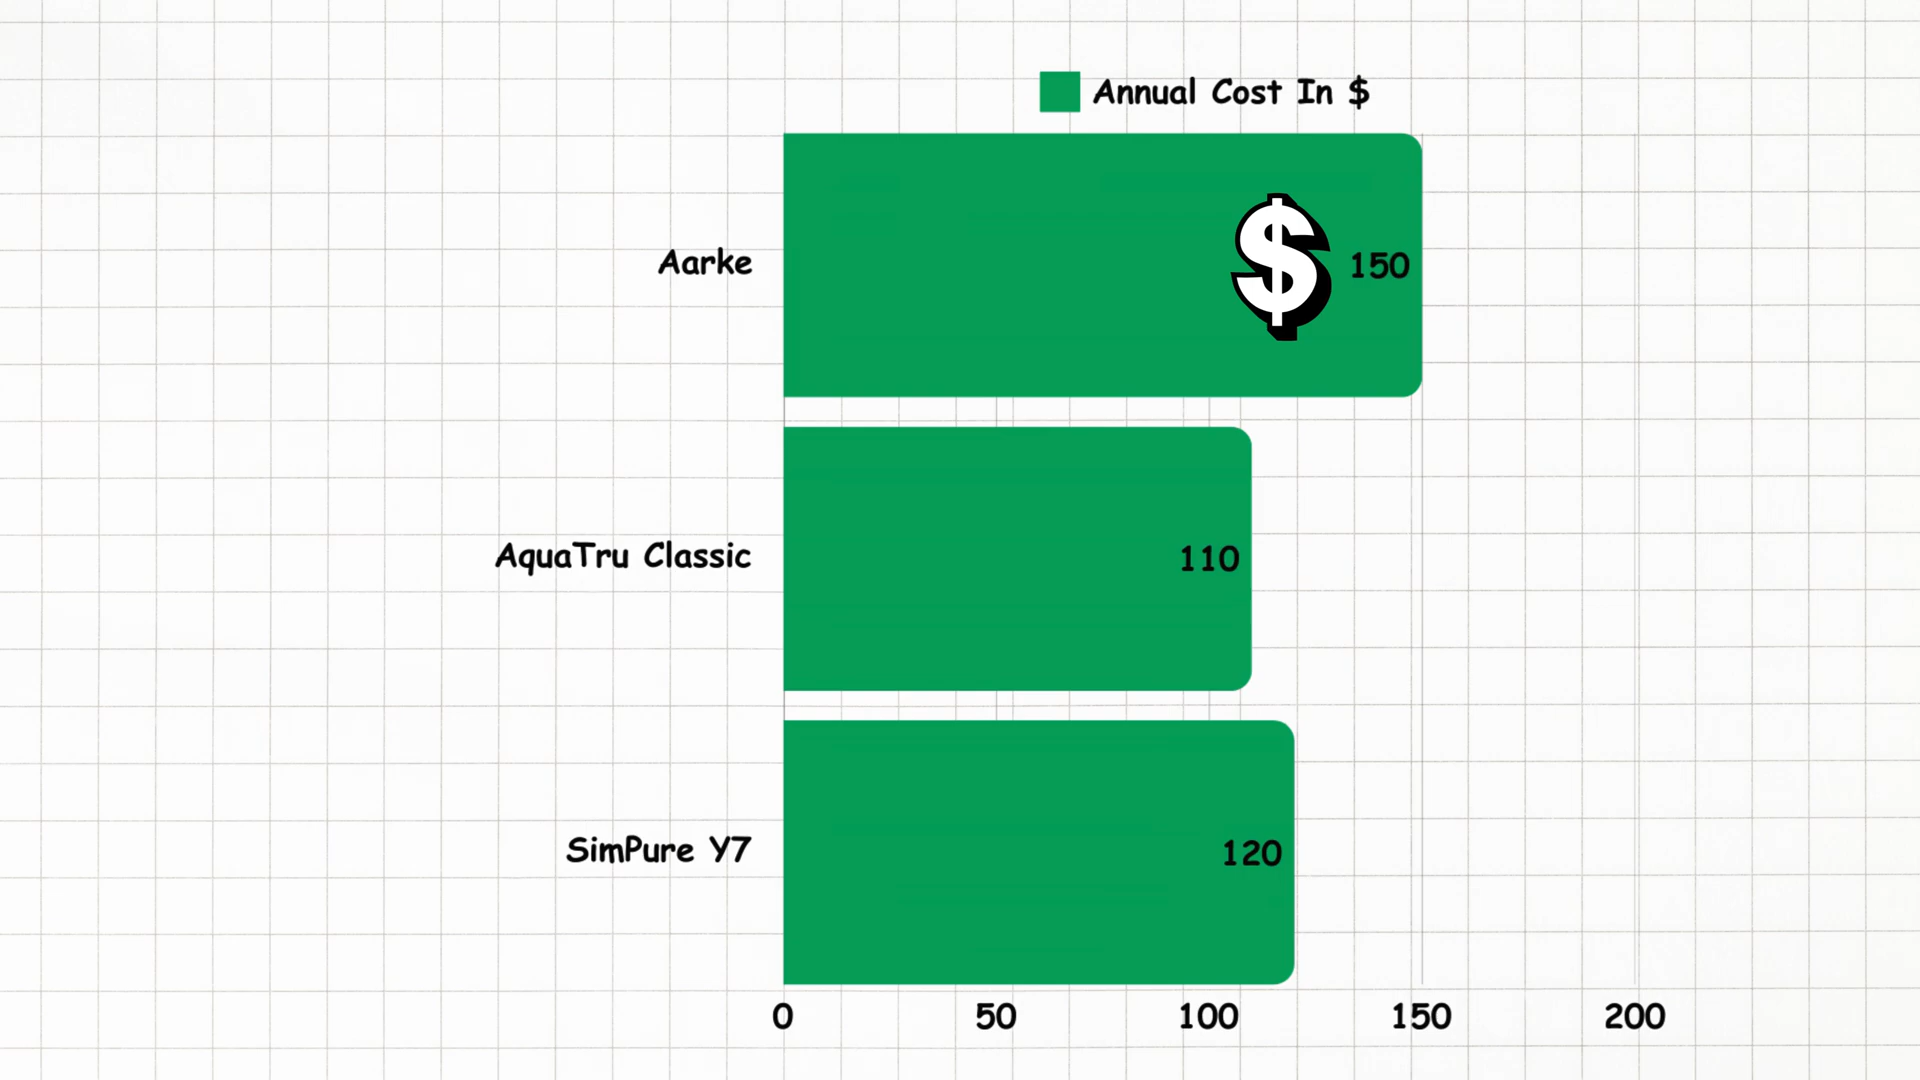 Annual Cost In $
Aarke
$ 150
AquaTru Classic
110
SimPure Y7
120
0 50 100 150 200